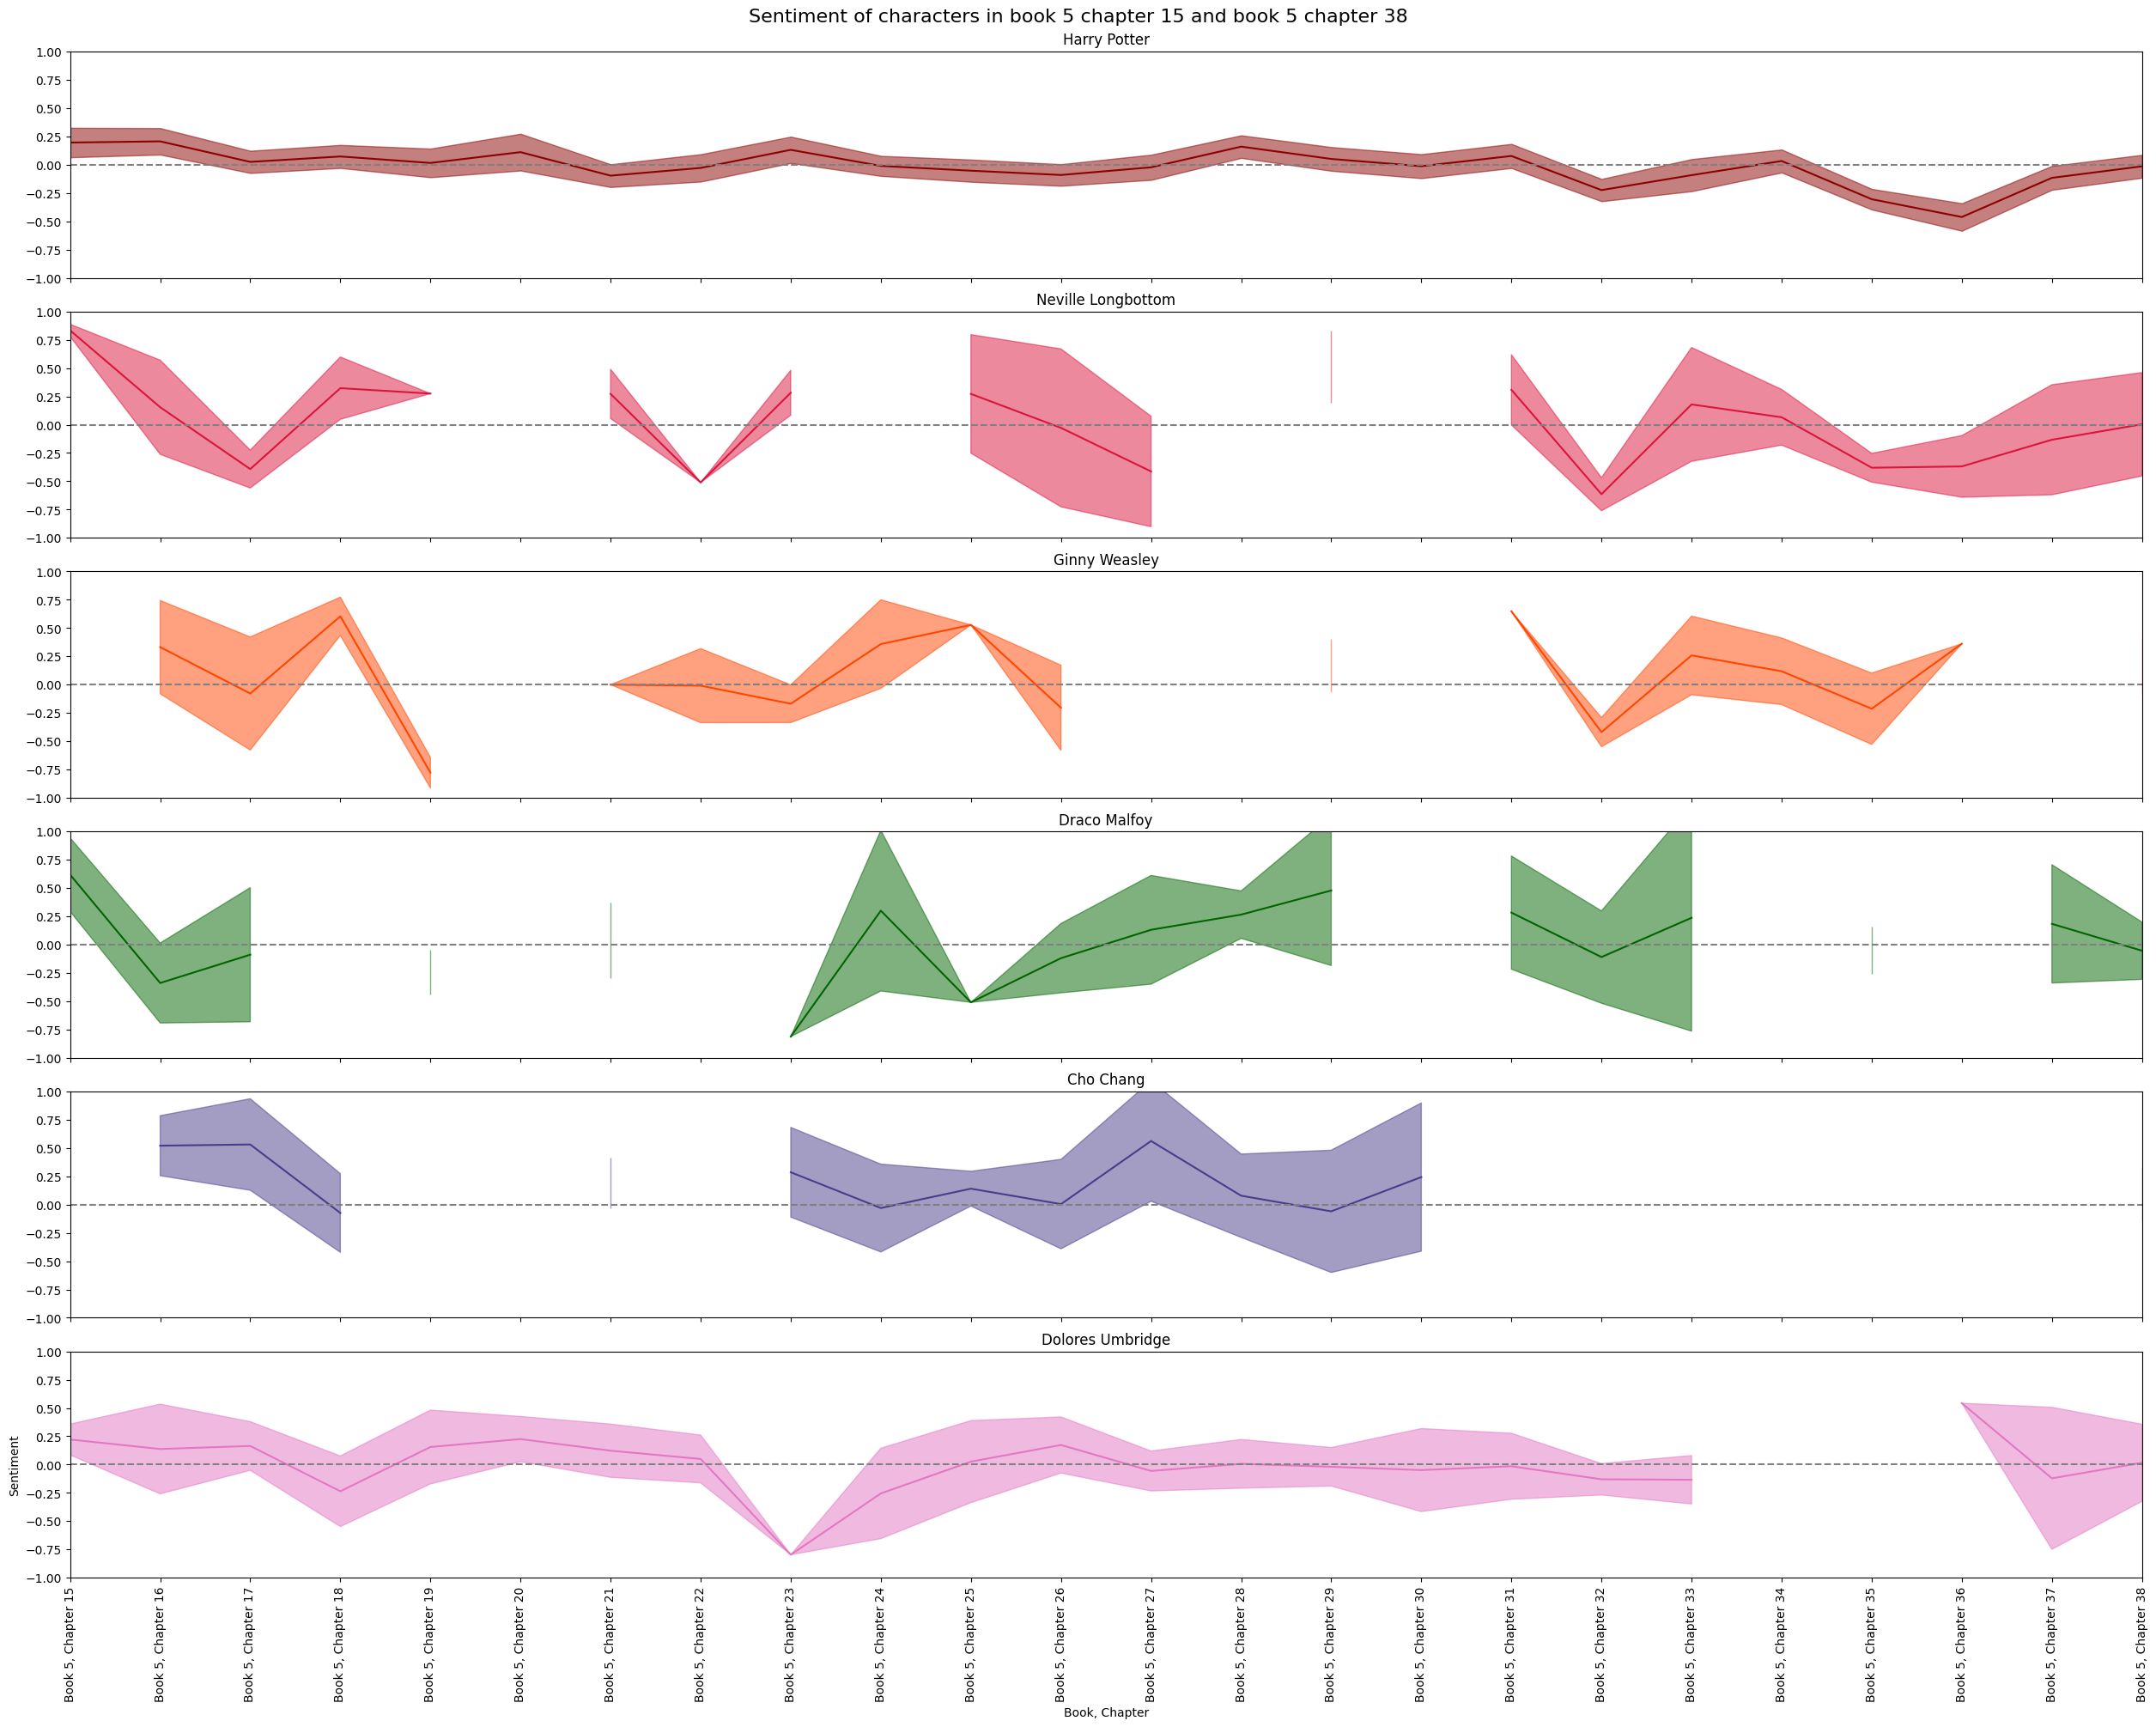 Sentiment of characters in book 5 chapter 15 and book 5 chapter 38
Harry Potter
1.00
0.75
0.50
0.25
0.00
−0.25
−0.50
−0.75
−1.00
Neville Longbottom
1.00
0.75
0.50
0.25
0.00
−0.25
−0.50
−0.75
−1.00
Ginny Weasley
1.00
0.75
0.50
0.25
0.00
−0.25
−0.50
−0.75
−1.00
Draco Malfoy
1.00
0.75
0.50
0.25
0.00
−0.25
−0.50
−0.75
−1.00
Cho Chang
1.00
0.75
0.50
0.25
0.00
−0.25
−0.50
−0.75
−1.00
Dolores Umbridge
1.00
0.75
0.50
0.25
0.00
−0.25
−0.50
−0.75
−1.00
Sentiment
Book 5, Chapter 15
Book 5, Chapter 16
Book 5, Chapter 17
Book 5, Chapter 18
Book 5, Chapter 19
Book 5, Chapter 20
Book 5, Chapter 21
Book 5, Chapter 22
Book 5, Chapter 23
Book 5, Chapter 24
Book 5, Chapter 25
Book 5, Chapter 26
Book 5, Chapter 27
Book 5, Chapter 28
Book 5, Chapter 29
Book 5, Chapter 30
Book 5, Chapter 31
Book 5, Chapter 32
Book 5, Chapter 33
Book 5, Chapter 34
Book 5, Chapter 35
Book 5, Chapter 36
Book 5, Chapter 37
Book 5, Chapter 38
Book, Chapter